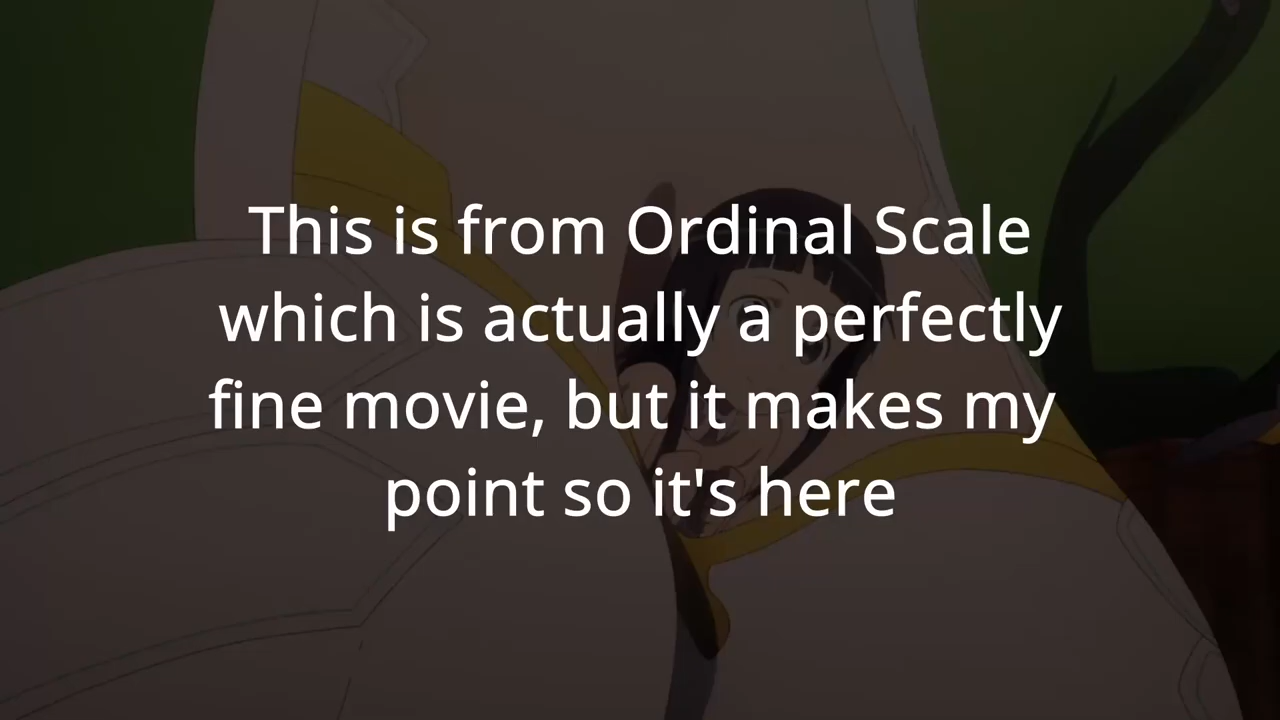 This is from Ordinal Scale
which is actually a perfectly
fine movie, but it makes my
point so it's here